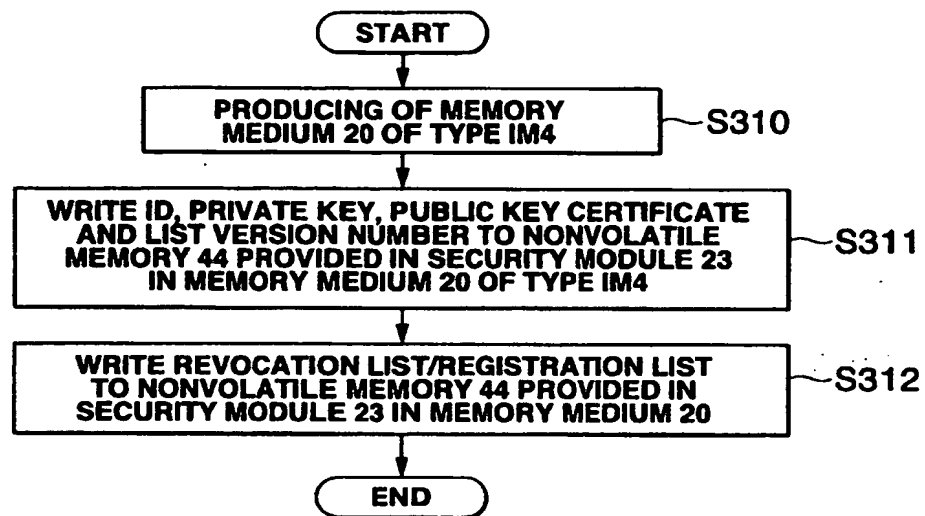 START
PRODUCING OF MEMORY
MEDIUM 20 OF TYPE IM4
S310
WRITE ID, PRIVATE KEY, PUBLIC KEY CERTIFICATE
AND LIST VERSION NUMBER TO NONVOLATILE
MEMORY 44 PROVIDED IN SECURITY MODULE 23
IN MEMORY MEDIUM 20 OF TYPE IM4
S311
WRITE REVOCATION LIST/REGISTRATION LIST
TO NONVOLATILE MEMORY 44 PROVIDED IN
SECURITY MODULE 23 IN MEMORY MEDIUM 20
S312
END